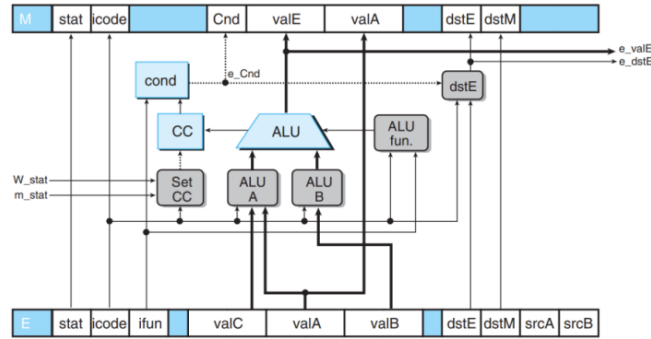 M stat icode Cnd valE valA dstE dstM
e_valE
e_dstE
cond e_Cnd dstE
CC ALU ALU
fun.
W_stat
m_stat
Set
CC
ALU
A
ALU
B
E stat icode ifun valC valA valB dstE dstM srcA srcB